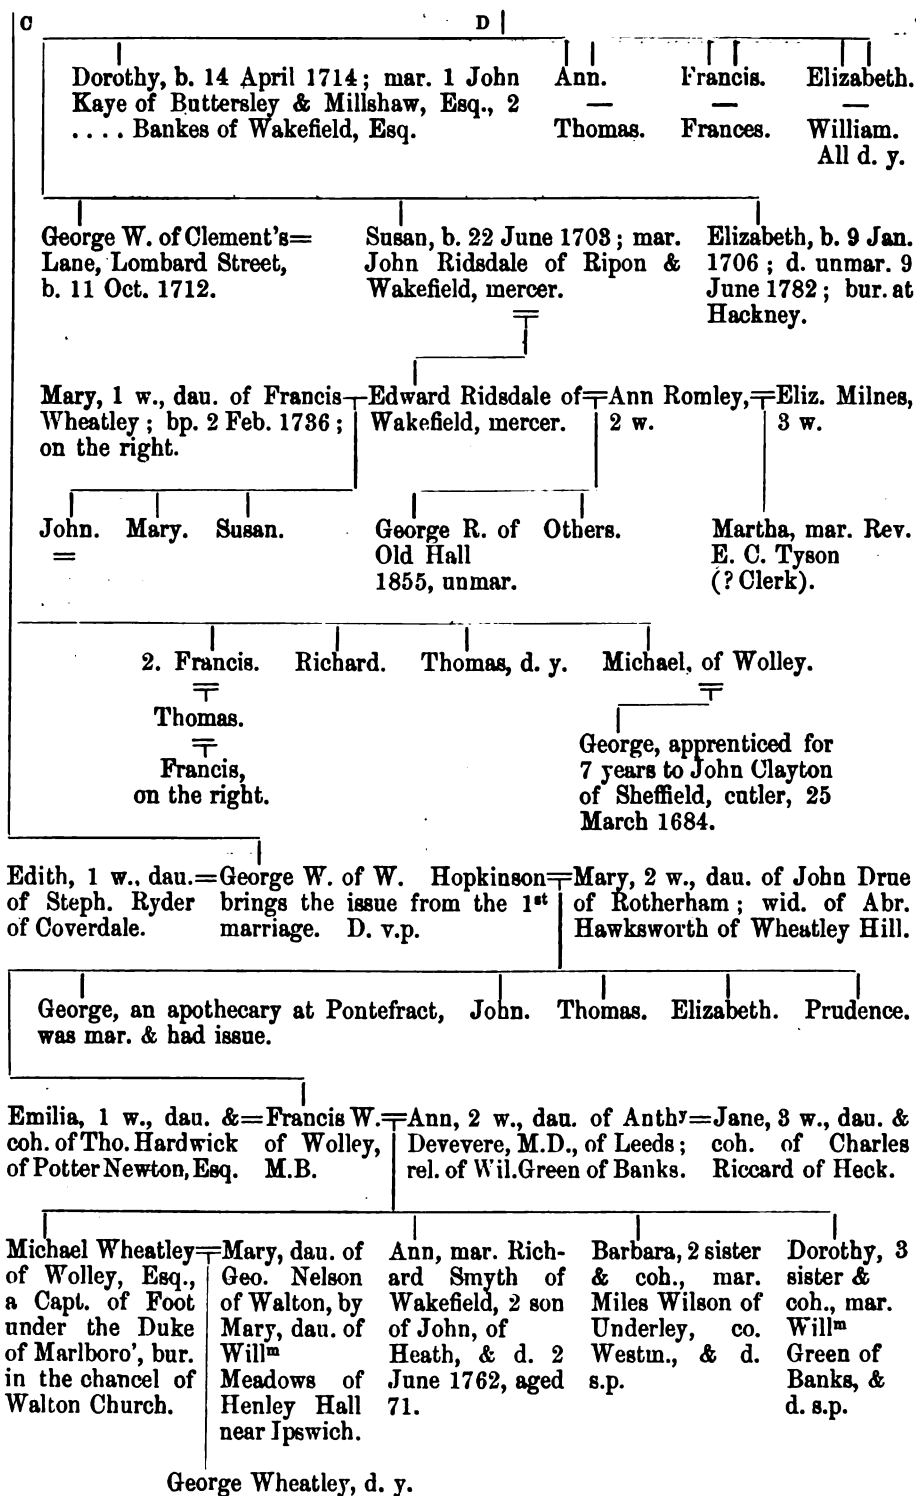 C D
Dorothy, b. 14 April 1714; mar. 1 John
Kaye of Buttersley & Millshaw, Esq., 2
.... Bankes of Wakefield, Esq.
Ann.
—
Thomas.
Francis.
—
Frances.
Elizabeth.
—
William.
All d. y.
George W. of Clement's=
Lane, Lombard Street,
b. 11 Oct. 1712.
Susan, b. 22 June 1703; mar.
John Ridsdale of Ripon &
Wakefield, mercer.
Elizabeth, b. 9 Jan.
1706; d. unmar. 9
June 1782; bur. at
Hackney.
Mary, 1 w., dau. of Francis
Wheatley; bp. 2 Feb. 1736;
on the right.
Edward Ridsdale of
Wakefield, mercer.
Ann Romley,
2 w.
Eliz. Milnes,
3 w.
John.
=
Mary.
Susan.
George R. of
Old Hall
1855, unmar.
Others.
Martha, mar. Rev.
E. C. Tyson
(? Clerk).
2. Francis.
Thomas.
Francis,
on the right.
Richard.
Thomas, d. y.
Michael, of Wolley.
George, apprenticed for
7 years to John Clayton
of Sheffield, cutler, 25
March 1684.
Edith, 1 w., dau.=
of Steph. Ryder
of Coverdale.
George W. of W. Hopkinson
brings the issue from the 1st
marriage. D. v.p.
Mary, 2 w., dau. of John Drue
of Rotherham; wid. of Abr.
Hawksworth of Wheatley Hill.
George, an apothecary at Pontefract,
was mar. & had issue.
John.
Thomas.
Elizabeth.
Prudence.
Emilia, 1 w., dau. &=
coh. of Tho. Hardwick
of Potter Newton, Esq.
Francis W.
of Wolley,
M.B.
Ann, 2 w., dau. of Anthy=
Devevere, M.D., of Leeds;
rel. of Wil. Green of Banks.
Jane, 3 w., dau. &
coh. of Charles
Riccard of Heck.
Michael Wheatley
of Wolley, Esq.,
a Capt. of Foot
under the Duke
of Marlboro', bur.
in the chancel of
Walton Church.
Mary, dau. of
Geo. Nelson
of Walton, by
Mary, dau. of
Willm
Meadows of
Henley Hall
near Ipswich.
Ann, mar. Rich-
ard Smyth of
Wakefield, 2 son
of John, of
Heath, & d. 2
June 1762, aged
71.
Barbara, 2 sister
& coh., mar.
Miles Wilson of
Underley, co.
Westm., & d.
s.p.
Dorothy, 3
sister &
coh., mar.
Willm
Green of
Banks, &
d. s.p.
George Wheatley, d. y.